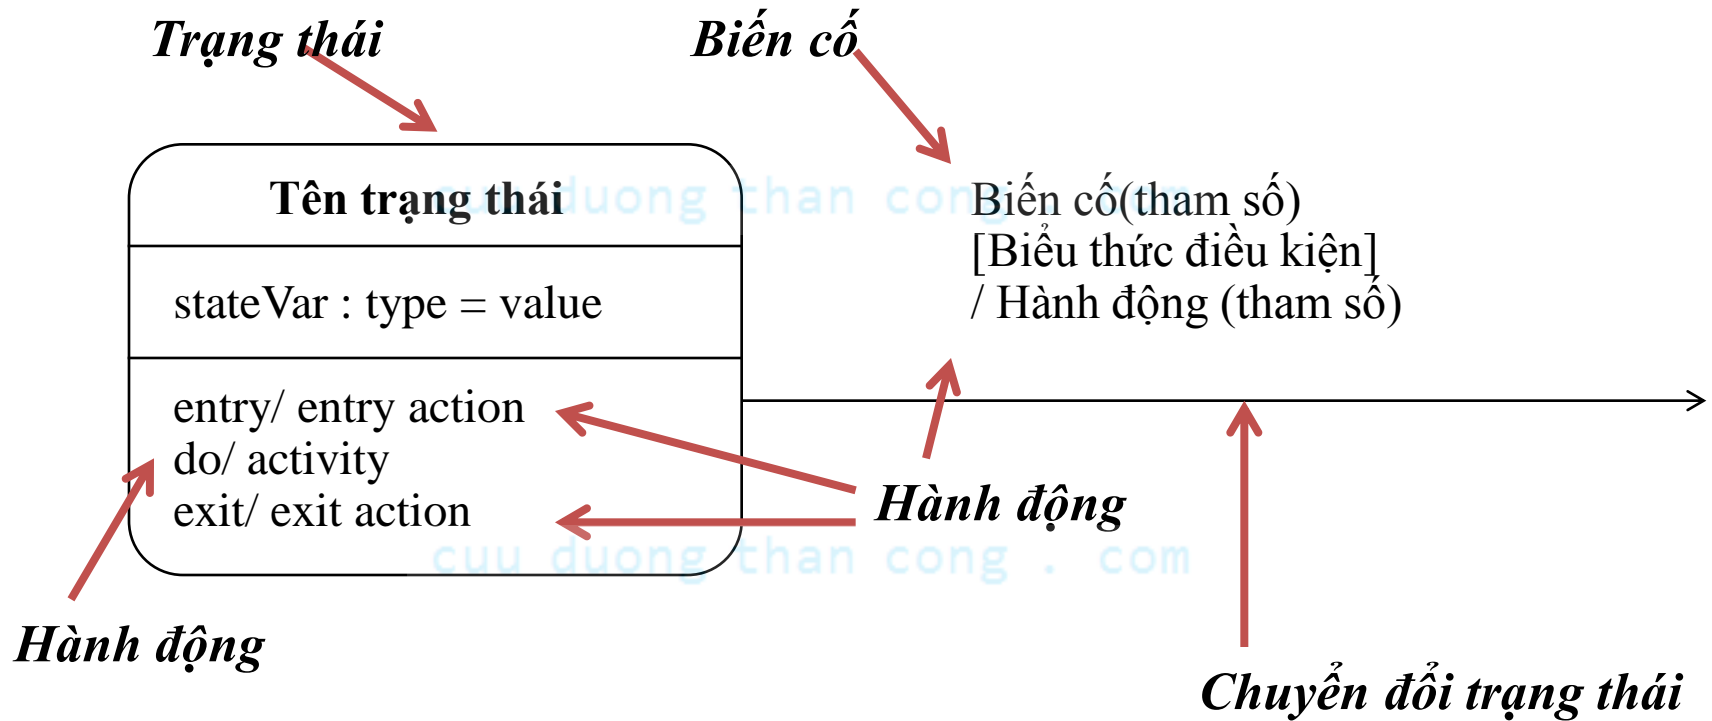 Trạng thái
Biến cố
Tên trạng thái
cuu duong than cong . com
Biến cố(tham số)
[Biểu thức điều kiện]
/ Hành động (tham số)
stateVar : type = value
entry/ entry action
do/ activity
exit/ exit action
Hành động
cuu duong than cong . com
Hành động
Chuyển đổi trạng thái